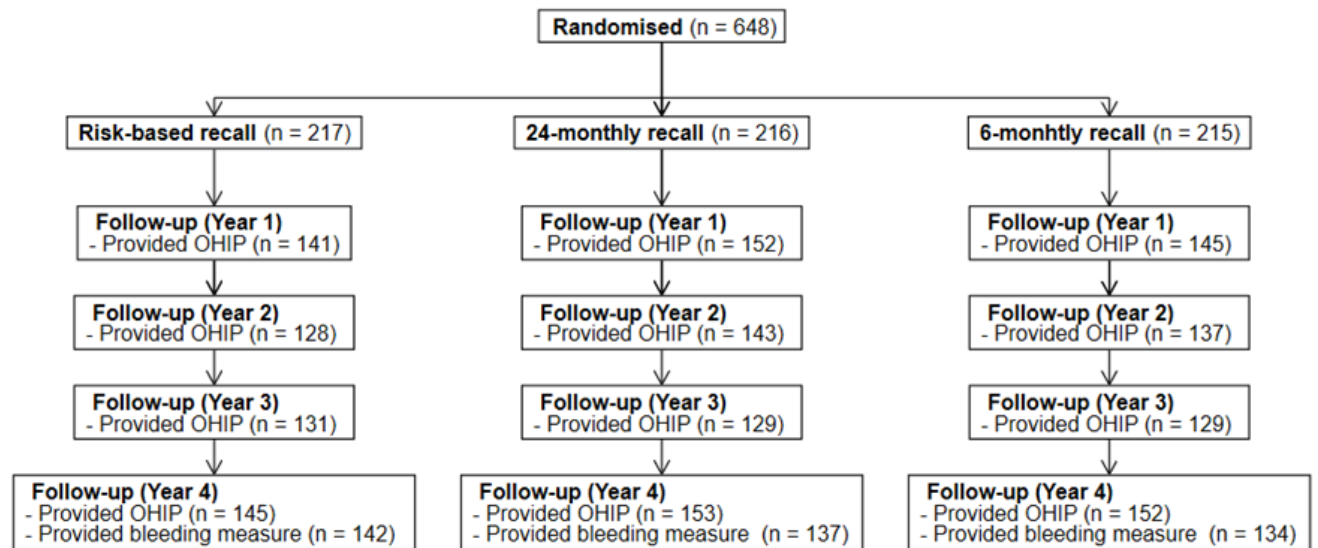 Randomised (n = 648)
Risk-based recall (n = 217)
24-monthly recall (n = 216)
6-monhtly recall (n = 215)
Follow-up (Year 1)
- Provided OHIP (n = 141)
Follow-up (Year 1)
- Provided OHIP (n = 152)
Follow-up (Year 1)
- Provided OHIP (n = 145)
Follow-up (Year 2)
- Provided OHIP (n = 128)
Follow-up (Year 2)
- Provided OHIP (n = 143)
Follow-up (Year 2)
- Provided OHIP (n = 137)
Follow-up (Year 3)
- Provided OHIP (n = 131)
Follow-up (Year 3)
- Provided OHIP (n = 129)
Follow-up (Year 3)
- Provided OHIP (n = 129)
Follow-up (Year 4)
- Provided OHIP (n = 145)
- Provided bleeding measure (n = 142)
Follow-up (Year 4)
- Provided OHIP (n = 153)
- Provided bleeding measure (n = 137)
Follow-up (Year 4)
- Provided OHIP (n = 152)
- Provided bleeding measure (n = 134)